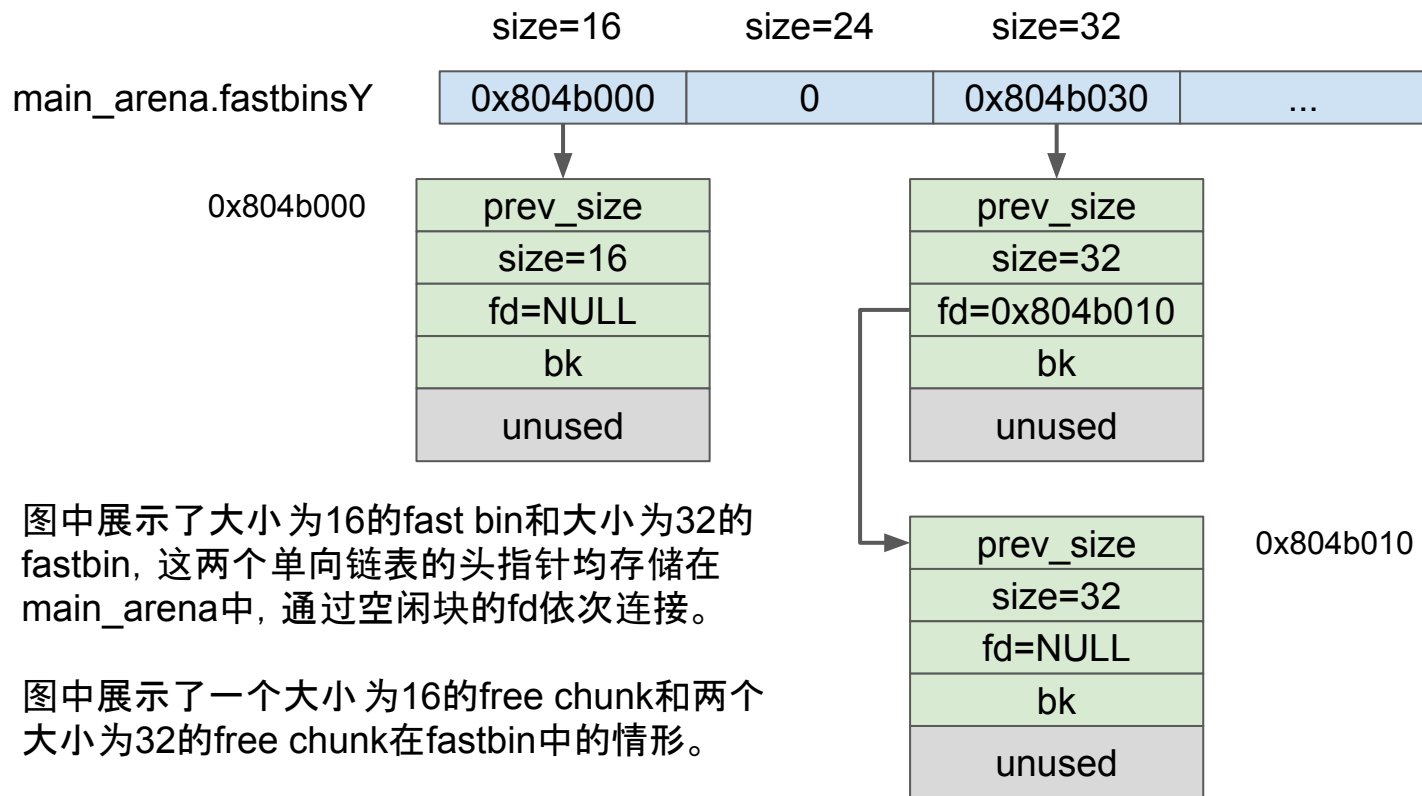 size=16 size=24 size=32
main_arena.fastbinsY 0x804b000 0 0x804b030 ...
0x804b000
prev_size
size=16
fd=NULL
bk
unused
prev_size
size=32
fd=0x804b010
bk
unused
图中展示了大小为16的fast bin和大小为32的
fastbin, 这两个单向链表的头指针均存储在
main_arena中, 通过空闲块的fd依次连接。
图中展示了一个大小为16的free chunk和两个
大小为32的free chunk在fastbin中的情形。
prev_size 0x804b010
size=32
fd=NULL
bk
unused